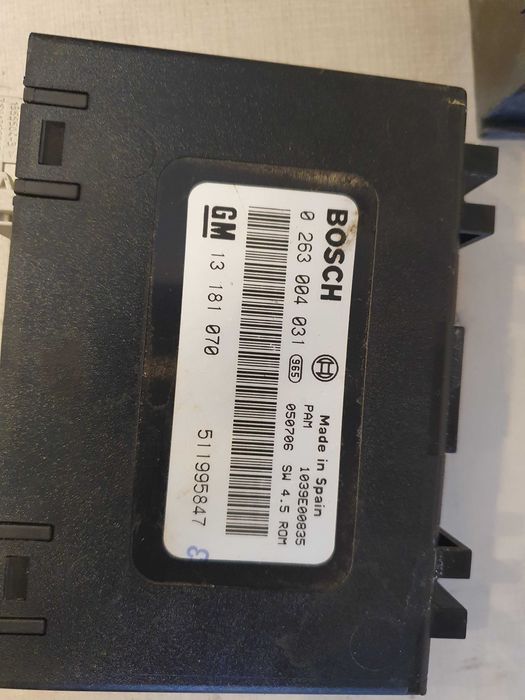 BOSCH
0 263 004 031
965
Made in Spain
PAM 1039E00835
050706 SW 4.5 ROM
GM 13 181 070
511995847